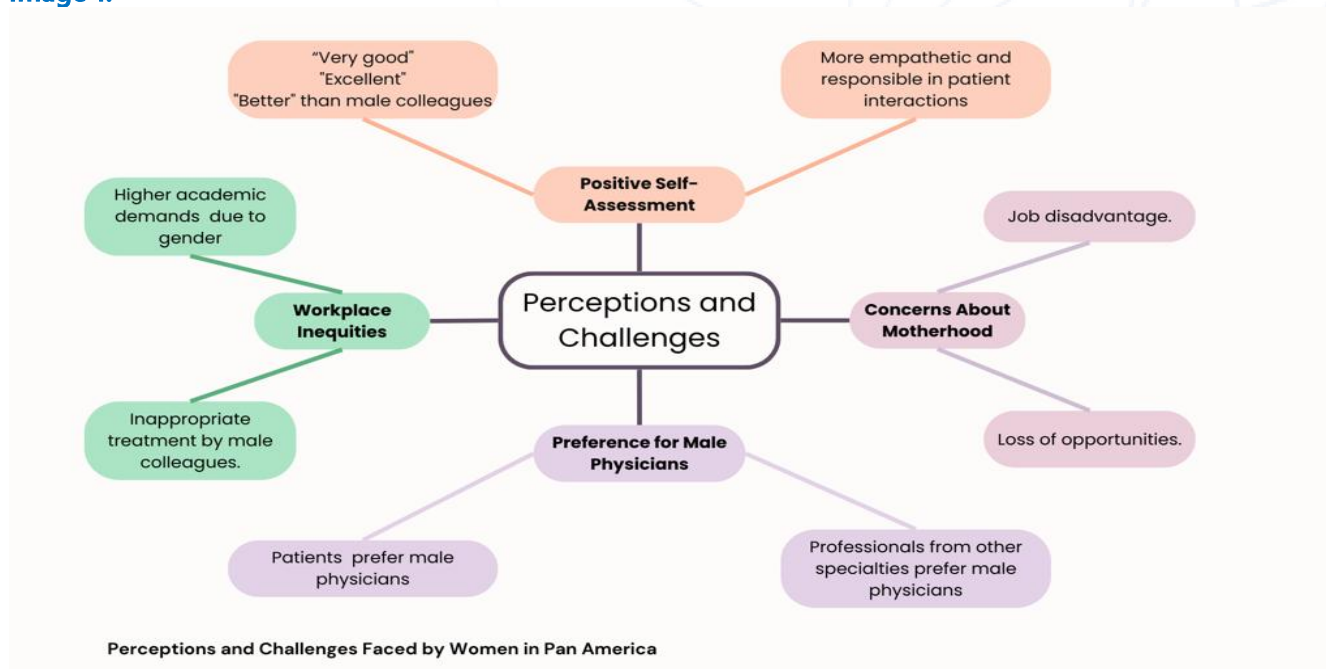 “Very good"
"Excellent"
"Better" than male colleagues
More empathetic and
responsible in patient
interactions
Positive Self-
Assessment
Higher academic
demands due to
gender
Job disadvantage.
Workplace
Inequities
Perceptions and
Challenges
Concerns About
Motherhood
Inappropriate
treatment by male
colleagues.
Loss of opportunities.
Preference for Male
Physicians
Patients prefer male
physicians
Professionals from other
specialties prefer male
physicians
Perceptions and Challenges Faced by Women in Pan America